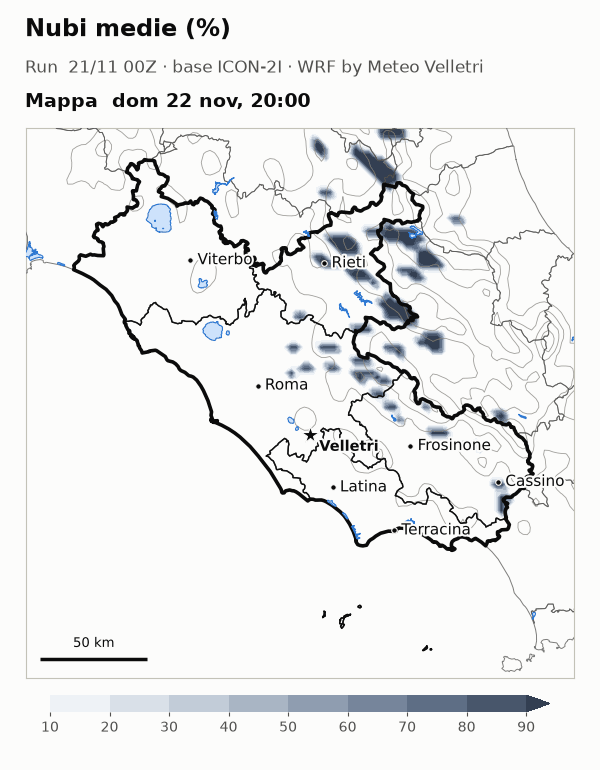 Nubi medie (%)
Run  21/11 00Z · base ICON-2I · WRF by Meteo Velletri
Mappa  dom 22 nov, 20:00
Viterbo
Rieti
Roma
Velletri
Frosinone
Cassino
Latina
Terracina
50 km
10 20 30 40 50 60 70 80 90